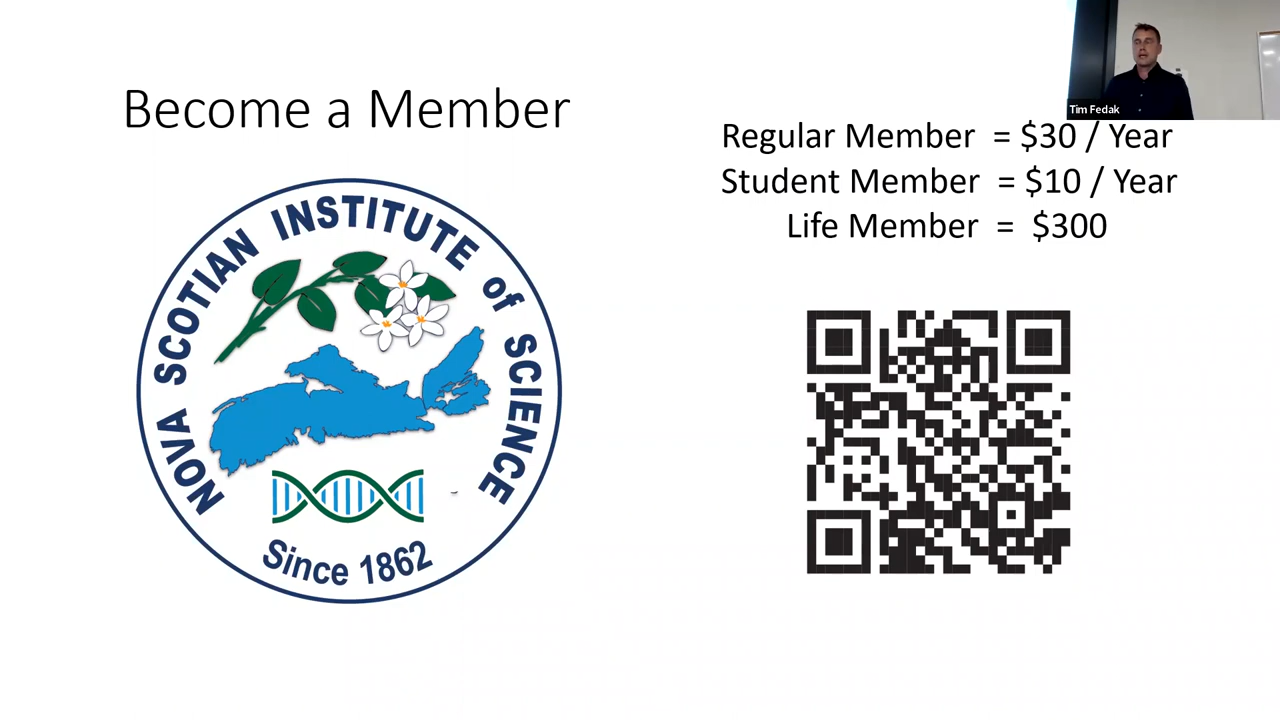 Become a Member
Tim Fedak
Regular Member = $30 / Year
Student Member = $10 / Year
Life Member = $300
NOVA SCOTIAN INSTITUTE of SCIENCE
Since 1862